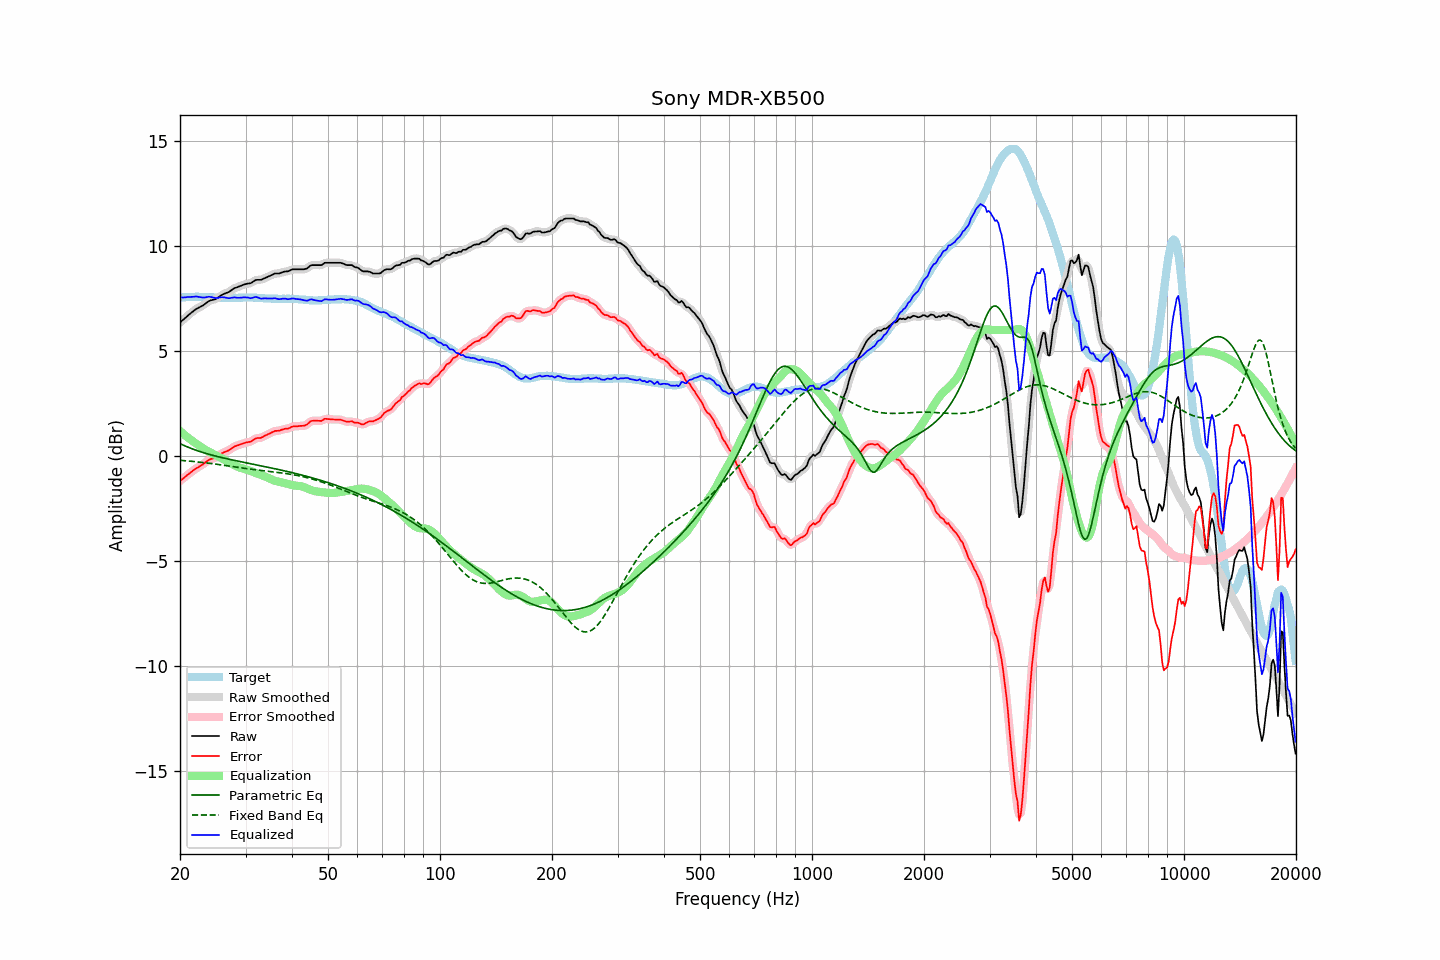 Sony MDR-XB500
Amplitude (dBr)
15
10
5
0
−5
−10
−15
Target
Raw Smoothed
Error Smoothed
Raw
Error
Equalization
Parametric Eq
Fixed Band Eq
Equalized
20 50 100 200 500 1000 2000 5000 10000 20000
Frequency (Hz)